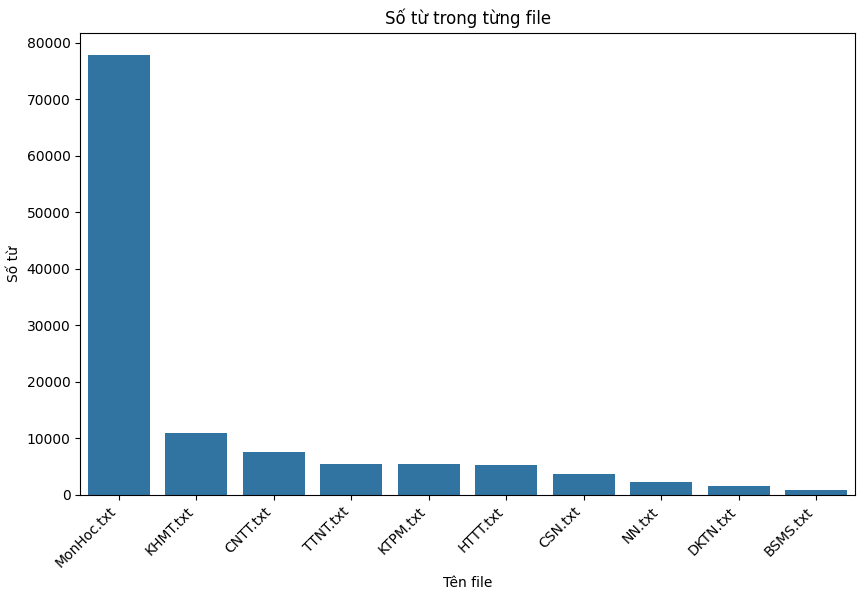 Số từ trong từng file
Số từ
80000
70000
60000
50000
40000
30000
20000
10000
0
MonHoc.txt
KHMT.txt
CNTT.txt
TTNT.txt
KTPM.txt
HTTT.txt
CSN.txt
NN.txt
DKTN.txt
BSMS.txt
Tên file